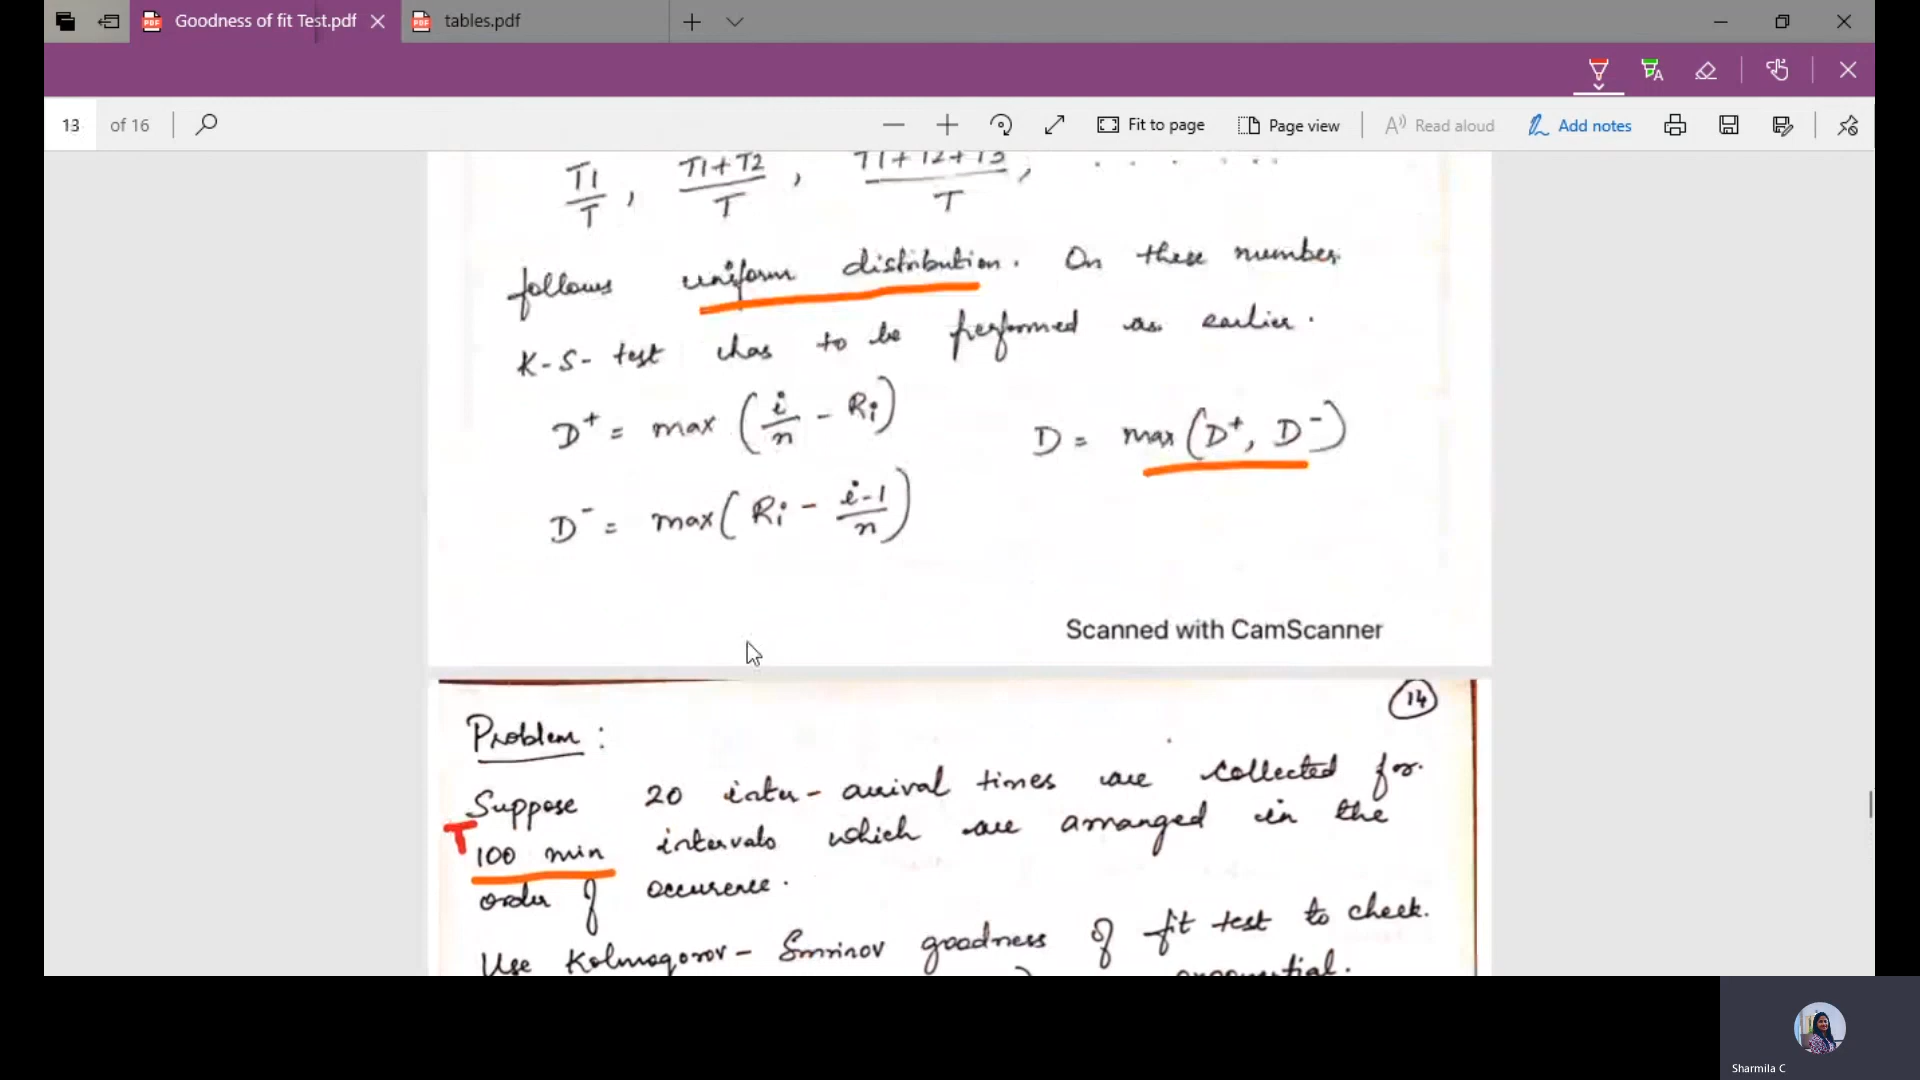 Goodness of fit Test.pdf
tables.pdf
13 of 16
Fit to page
Page view
Read aloud
Add notes
T1/T , T1+T2/T , T1+T2+T3/T , . . . . . .
follows uniform distribution. On these number
K-S-test has to be performed as earlier.
D+ = max (i/n - Ri)
D = max (D+, D-)
D- = max (Ri - i-1/n)
Scanned with CamScanner
14
Problem :
Suppose 20 inter-arrival times are collected for
T
100 min intervals which are arranged in the
order of occurence.
Use Kolmogorov-Smrinov goodness of fit test to check
exponential.
Sharmila C